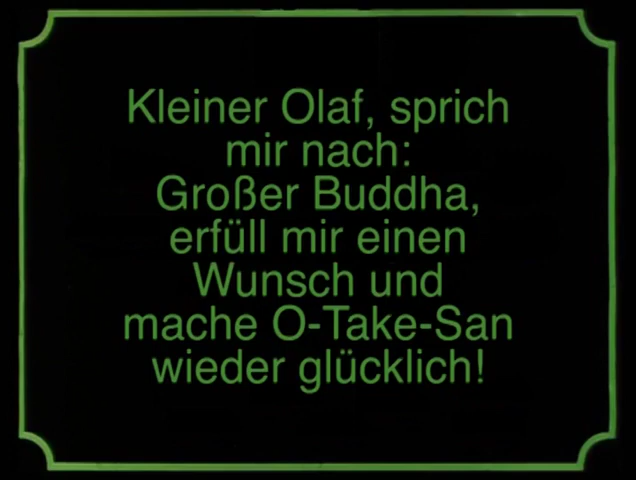 Kleiner Olaf, sprich
mir nach:
Großer Buddha,
erfüll mir einen
Wunsch und
mache O-Take-San
wieder glücklich!